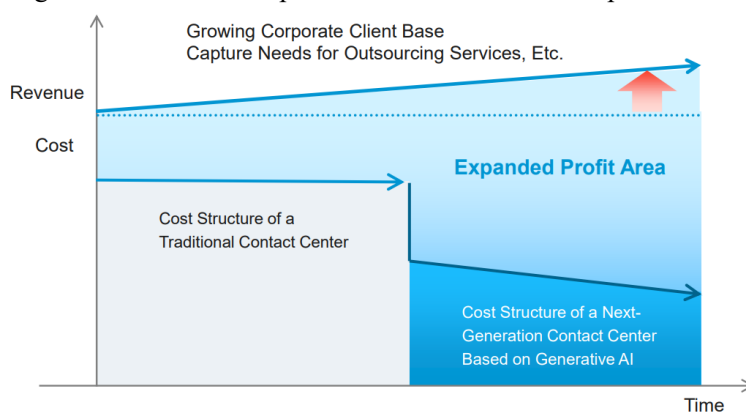 Growing Corporate Client Base
Capture Needs for Outsourcing Services, Etc.
Revenue
Cost
Expanded Profit Area
Cost Structure of a
Traditional Contact Center
Cost Structure of a Next-
Generation Contact Center
Based on Generative AI
Time